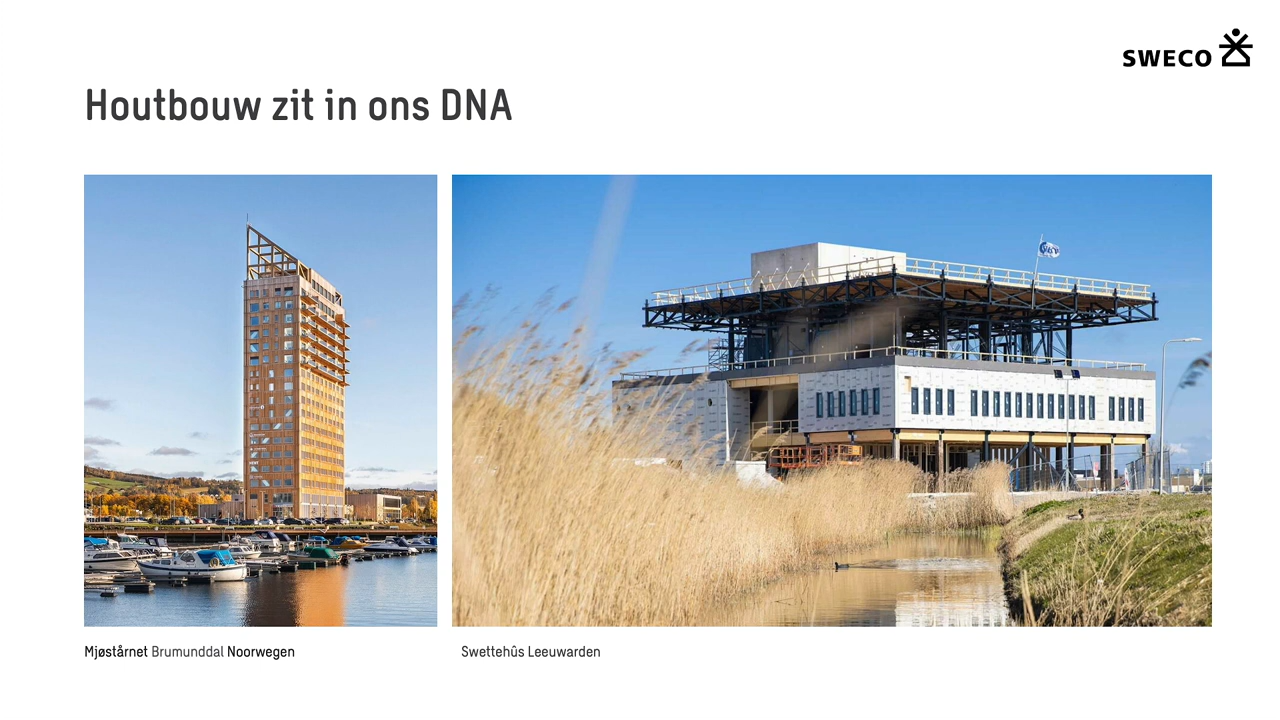 SWECO
Houtbouw zit in ons DNA
Mjøstårnet Brumunddal Noorwegen
Swettehûs Leeuwarden